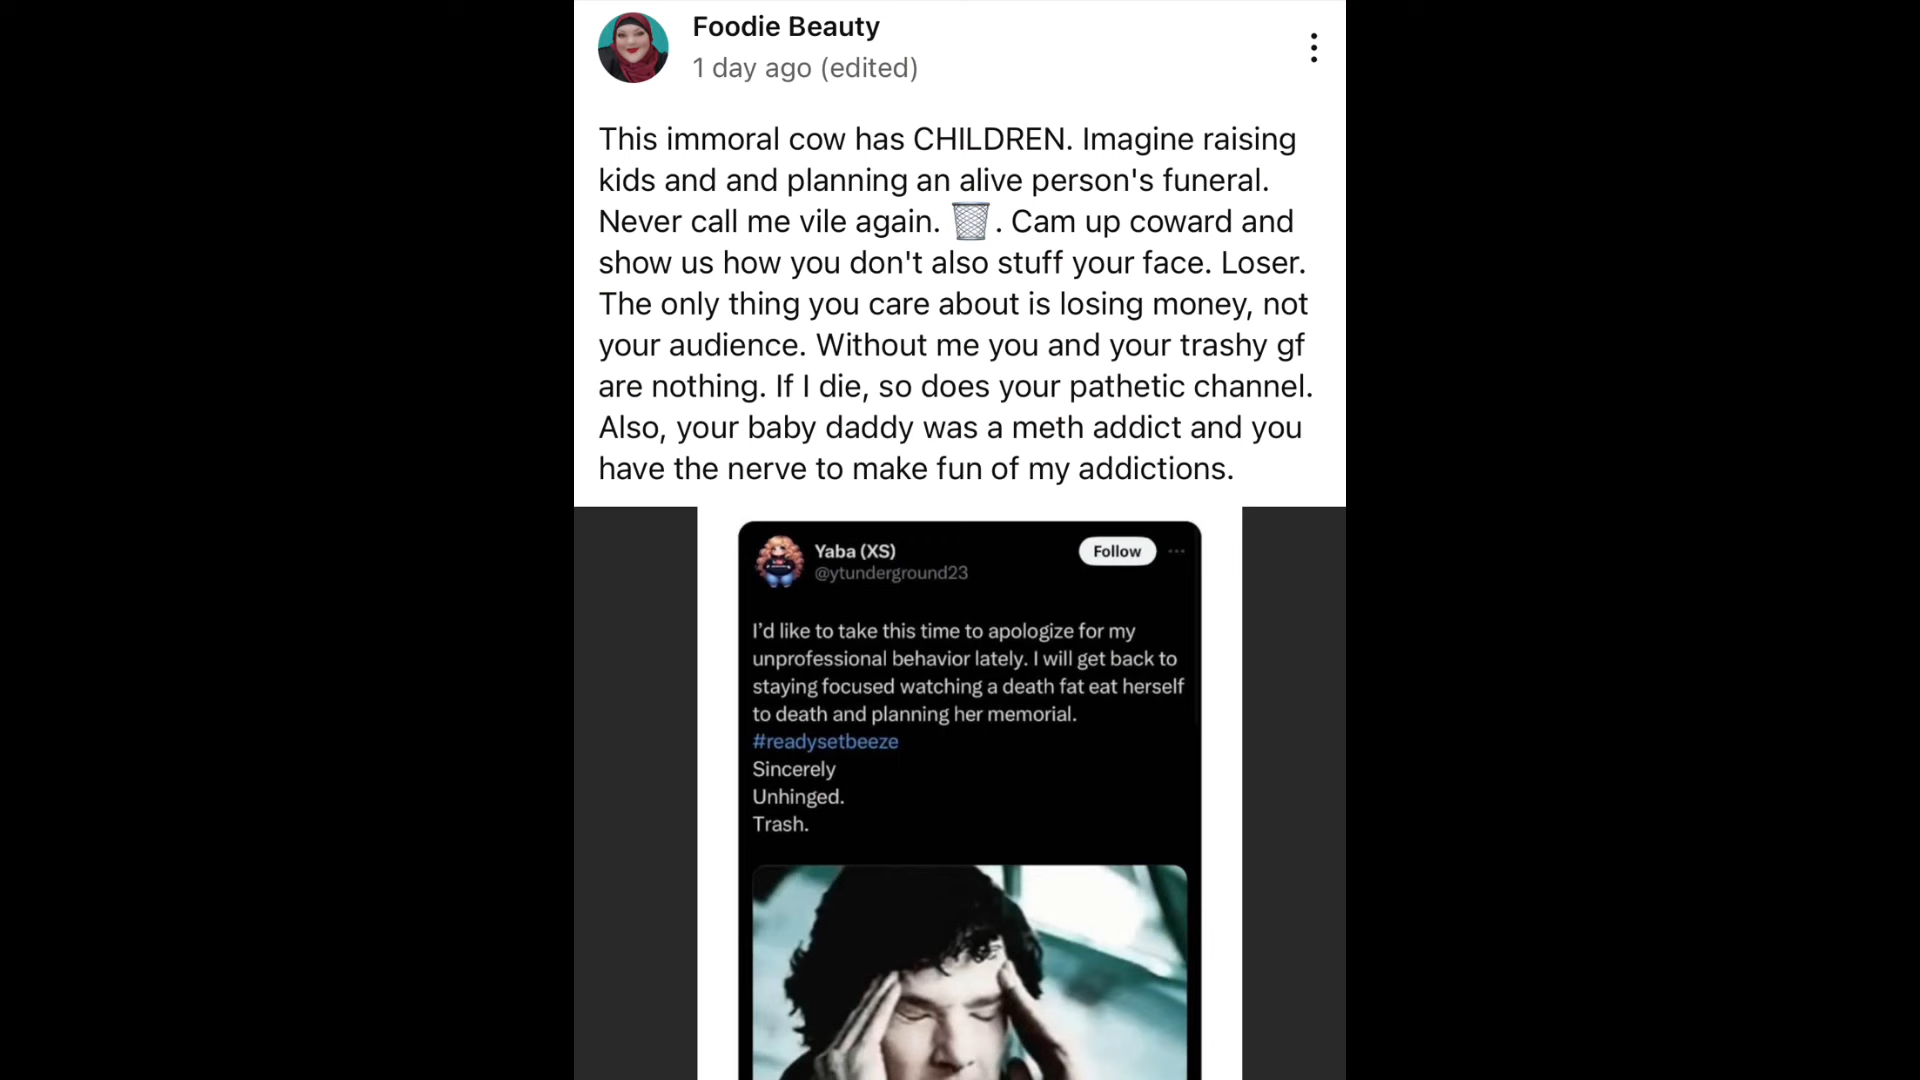 Foodie Beauty
1 day ago (edited)
This immoral cow has CHILDREN. Imagine raising
kids and and planning an alive person's funeral.
Never call me vile again. 🗑️ . Cam up coward and
show us how you don't also stuff your face. Loser.
The only thing you care about is losing money, not
your audience. Without me you and your trashy gf
are nothing. If I die, so does your pathetic channel.
Also, your baby daddy was a meth addict and you
have the nerve to make fun of my addictions.
Yaba (XS)
@ytunderground23
Follow
I'd like to take this time to apologize for my
unprofessional behavior lately. I will get back to
staying focused watching a death fat eat herself
to death and planning her memorial.
#readysetbeeze
Sincerely
Unhinged.
Trash.